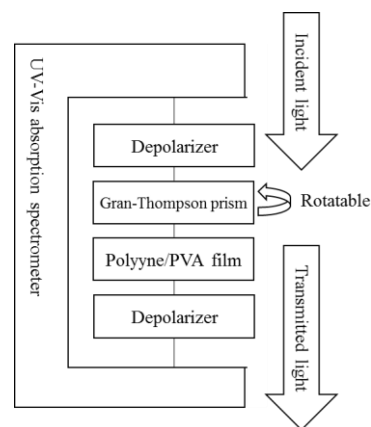 UV-Vis absorption spectrometer
Incident light
Depolarizer
Gran-Thompson prism
Rotatable
Polyyne/PVA film
Depolarizer
Transmitted light